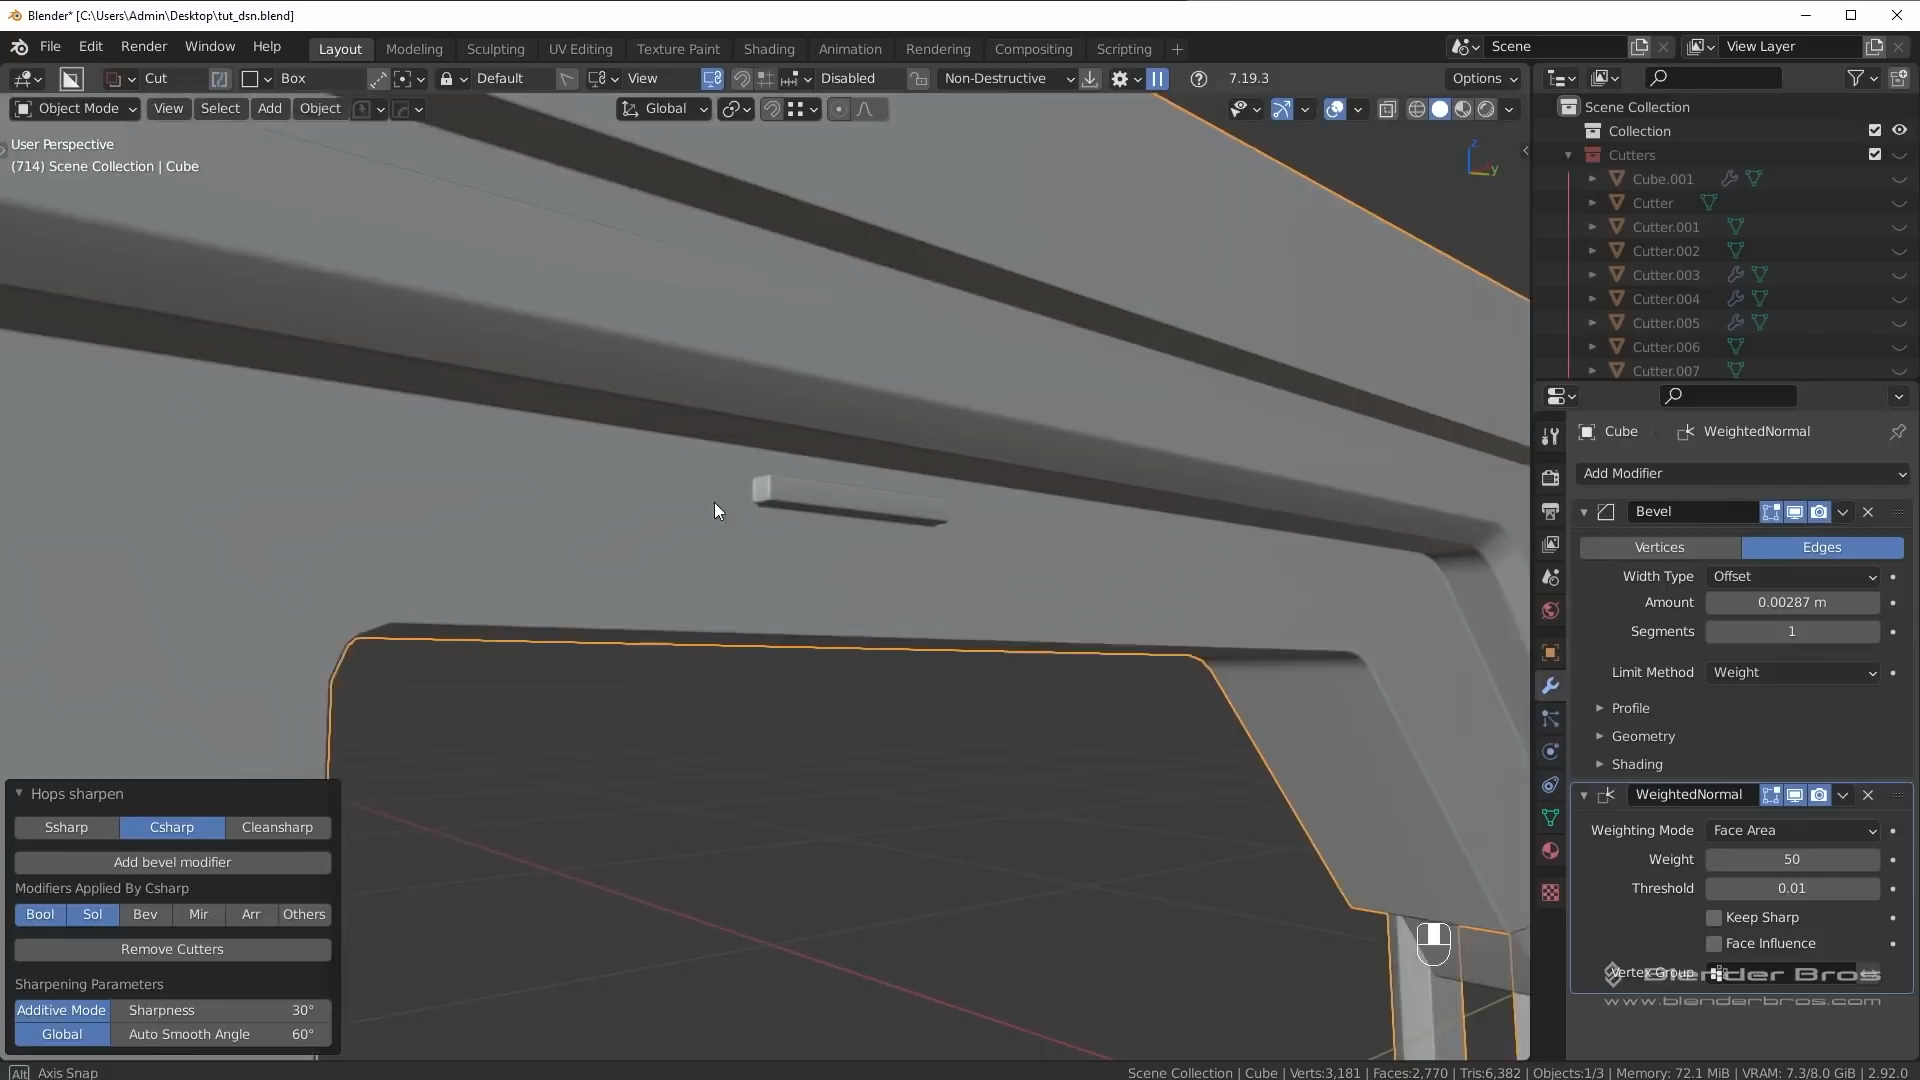 Blender* [C:\Users\Admin\Desktop\tut_dsn.blend]
File Edit Render Window Help Layout Modeling Sculpting UV Editing Texture Paint Shading Animation Rendering Compositing Scripting + Scene View Layer
Cut Box Default View Disabled Non-Destructive 7.19.3 Options
Object Mode View Select Add Object Global
User Perspective
(714) Scene Collection | Cube
Z
y
Scene Collection
Collection
Cutters
Cube.001
Cutter
Cutter.001
Cutter.002
Cutter.003
Cutter.004
Cutter.005
Cutter.006
Cutter.007
Cube WeightedNormal
Add Modifier
Bevel
Vertices Edges
Width Type Offset
Amount 0.00287 m
Segments 1
Limit Method Weight
Profile
Geometry
Shading
WeightedNormal
Weighting Mode Face Area
Weight 50
Threshold 0.01
Keep Sharp
Face Influence
Vertex Group
Blender Bros
www.blenderbros.com
Hops sharpen
Ssharp Csharp Cleansharp
Add bevel modifier
Modifiers Applied By Csharp
Bool Sol Bev Mir Arr Others
Remove Cutters
Sharpening Parameters
Additive Mode Sharpness 30°
Global Auto Smooth Angle 60°
Alt Axis Snap
Scene Collection | Cube | Verts:3,181 | Faces:2,770 | Tris:6,382 | Objects:1/3 | Memory: 72.1 MiB | VRAM: 7.3/8.0 GiB | 2.92.0